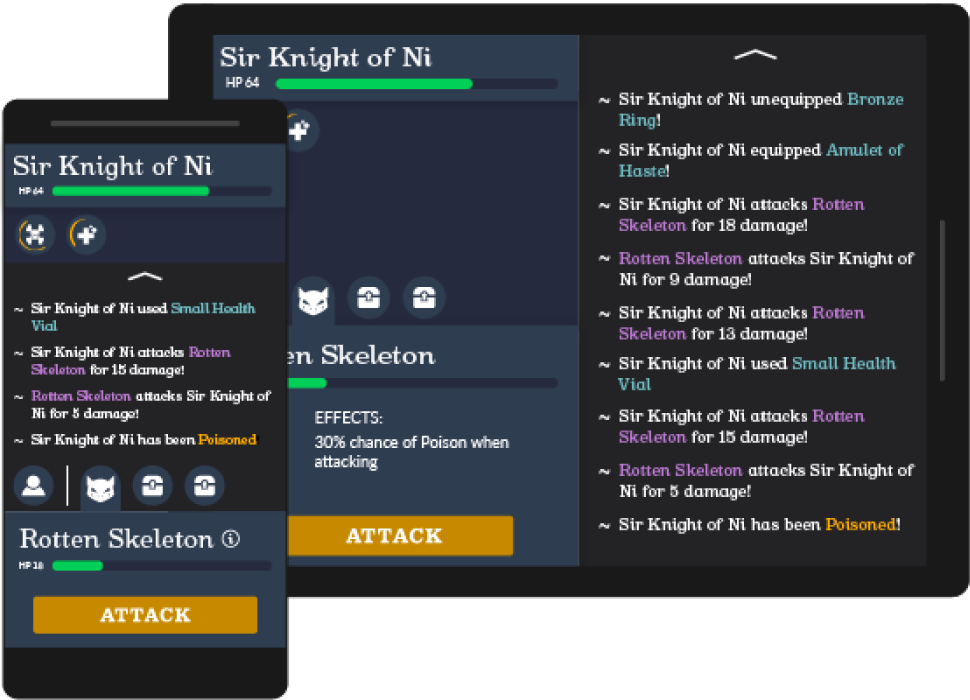 Sir Knight of Ni
HP 64
~ Sir Knight of Ni used Small Health
Vial
~ Sir Knight of Ni attacks Rotten
Skeleton for 15 damage!
~ Rotten Skeleton attacks Sir Knight of
Ni for 5 damage!
~ Sir Knight of Ni has been Poisoned!
Rotten Skeleton
HP 18
ATTACK
Sir Knight of Ni
HP 64
en Skeleton
EFFECTS:
30% chance of Poison when
attacking
ATTACK
~ Sir Knight of Ni unequipped Bronze
Ring!
~ Sir Knight of Ni equipped Amulet of
Haste!
~ Sir Knight of Ni attacks Rotten
Skeleton for 18 damage!
~ Rotten Skeleton attacks Sir Knight of
Ni for 9 damage!
~ Sir Knight of Ni attacks Rotten
Skeleton for 13 damage!
~ Sir Knight of Ni used Small Health
Vial
~ Sir Knight of Ni attacks Rotten
Skeleton for 15 damage!
~ Rotten Skeleton attacks Sir Knight of
Ni for 5 damage!
~ Sir Knight of Ni has been Poisoned!